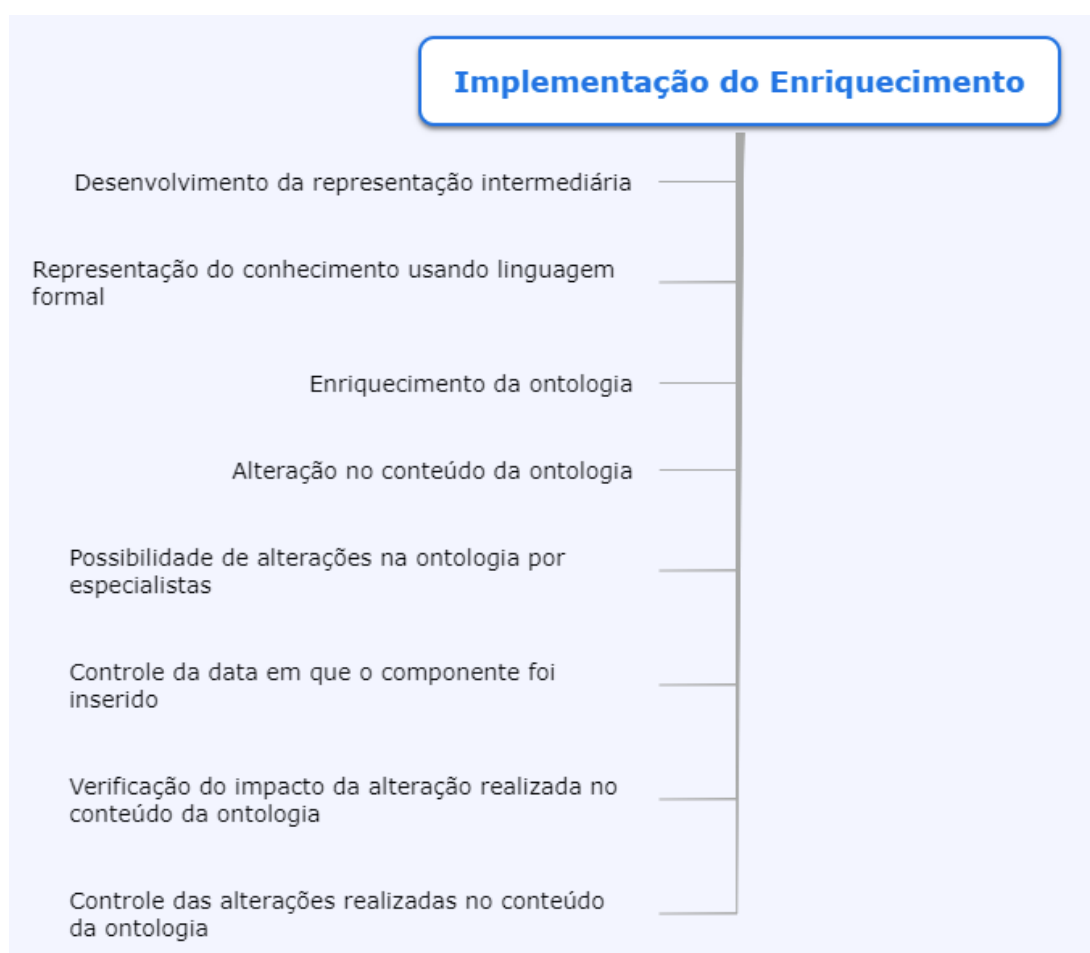 Implementação do Enriquecimento
Desenvolvimento da representação intermediária
Representação do conhecimento usando linguagem
formal
Enriquecimento da ontologia
Alteração no conteúdo da ontologia
Possibilidade de alterações na ontologia por
especialistas
Controle da data em que o componente foi
inserido
Verificação do impacto da alteração realizada no
conteúdo da ontologia
Controle das alterações realizadas no conteúdo
da ontologia